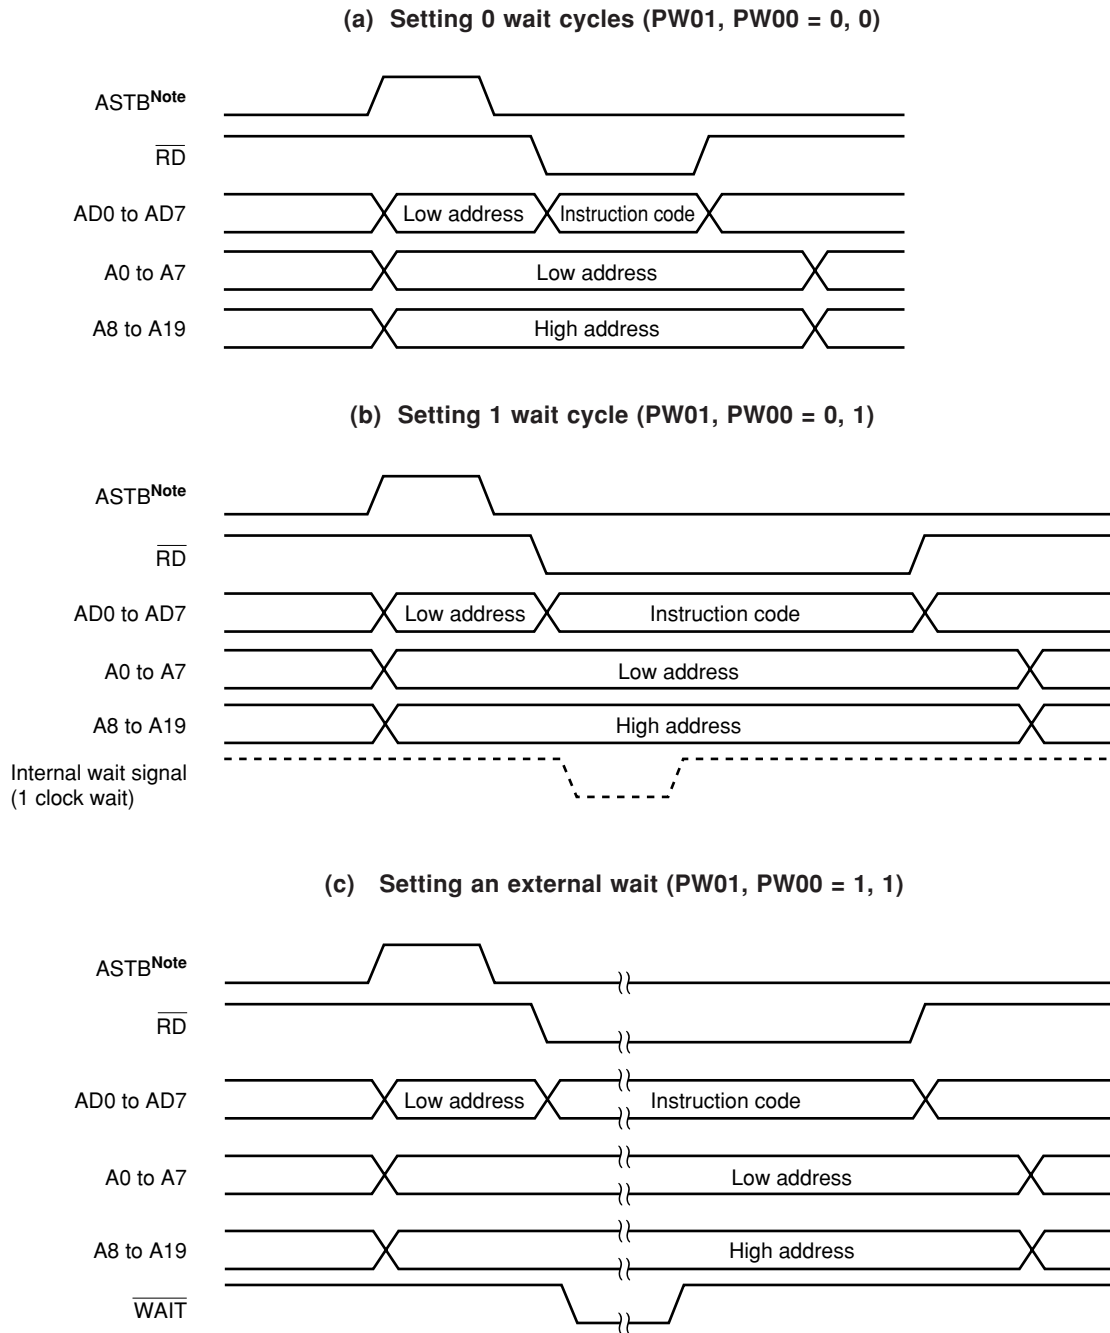 (a) Setting 0 wait cycles (PW01, PW00 = 0, 0)
ASTBNote
RD
AD0 to AD7
Low address
Instruction code
A0 to A7
Low address
A8 to A19
High address
(b) Setting 1 wait cycle (PW01, PW00 = 0, 1)
ASTBNote
RD
AD0 to AD7
Low address
Instruction code
A0 to A7
Low address
A8 to A19
High address
Internal wait signal
(1 clock wait)
(c) Setting an external wait (PW01, PW00 = 1, 1)
ASTBNote
RD
AD0 to AD7
Low address
Instruction code
A0 to A7
Low address
A8 to A19
High address
WAIT